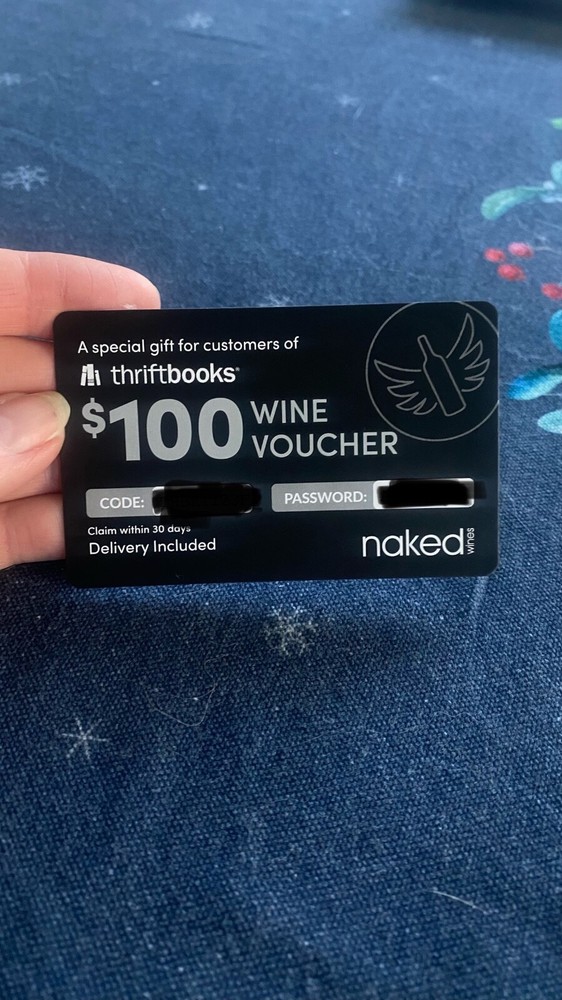 A special gift for customers of
thriftbooks®
$100 WINE
VOUCHER
CODE: PASSWORD:
Claim within 30 days
Delivery Included
naked wines